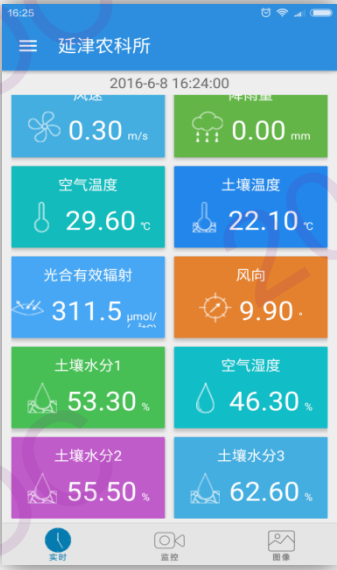 16:25
延津农科所
2016-6-8 16:24:00
风速
降雨量
0.30 m/s
0.00 mm
空气温度
土壤温度
29.60 ℃
22.10 ℃
光合有效辐射
风向
311.5 μmol/
9.90 °
土壤水分1
空气湿度
53.30 %
46.30 %
土壤水分2
土壤水分3
55.50 %
62.60 %
实时
监控
图像